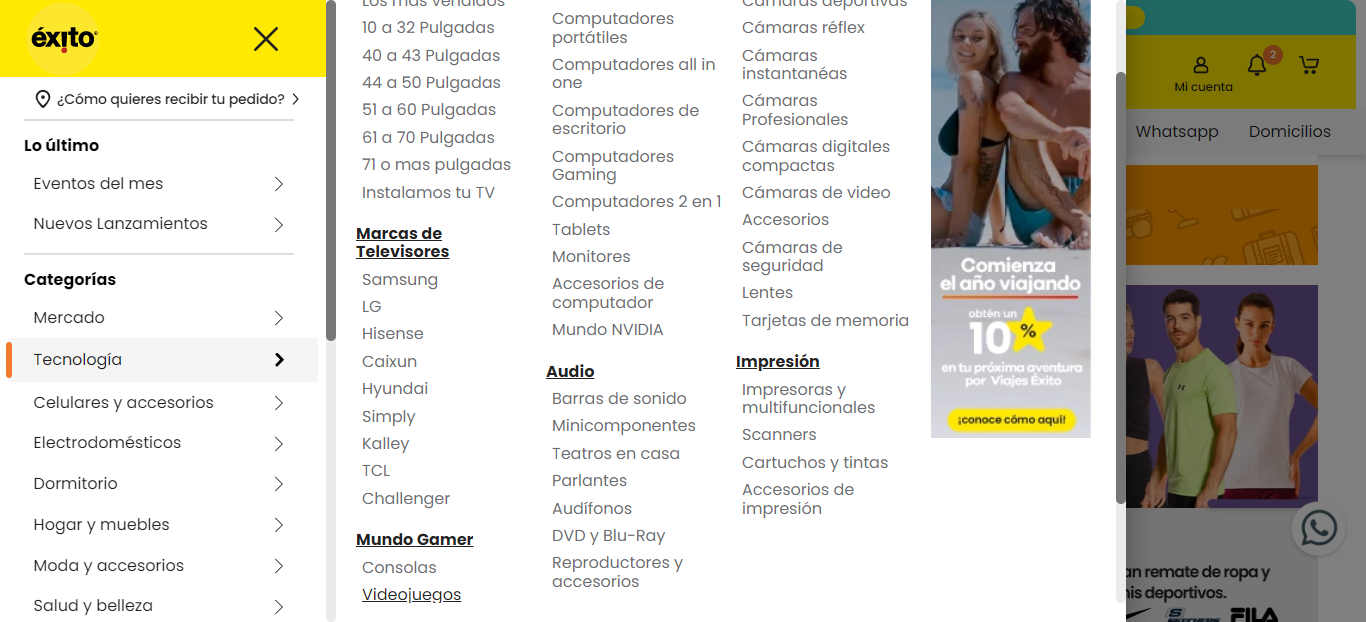 éxito
¿Cómo quieres recibir tu pedido?
Lo último
Eventos del mes
Nuevos Lanzamientos
Categorías
Mercado
Tecnología
Celulares y accesorios
Electrodomésticos
Dormitorio
Hogar y muebles
Moda y accesorios
Salud y belleza
Los más vendidos
10 a 32 Pulgadas
40 a 43 Pulgadas
44 a 50 Pulgadas
51 a 60 Pulgadas
61 a 70 Pulgadas
71 o mas pulgadas
Instalamos tu TV
Marcas de
Televisores
Samsung
LG
Hisense
Caixun
Hyundai
Simply
Kalley
TCL
Challenger
Mundo Gamer
Consolas
Videojuegos
Computadores
portátiles
Computadores all in
one
Computadores de
escritorio
Computadores
Gaming
Computadores 2 en 1
Tablets
Monitores
Accesorios de
computador
Mundo NVIDIA
Audio
Barras de sonido
Minicomponentes
Teatros en casa
Parlantes
Audífonos
DVD y Blu-Ray
Reproductores y
accesorios
Cámaras deportivas
Cámaras réflex
Cámaras
instantanéas
Cámaras
Profesionales
Cámaras digitales
compactas
Cámaras de video
Accesorios
Cámaras de
seguridad
Lentes
Tarjetas de memoria
Impresión
Impresoras y
multifuncionales
Scanners
Cartuchos y tintas
Accesorios de
impresión
Comienza
el año viajando
obtén un
10%
en tu próxima aventura
por Viajes Éxito
¡conoce cómo aquí!
2
Mi cuenta
Whatsapp
Domicilios
an remate de ropa y
nis deportivos.
SKECHERS
FILA